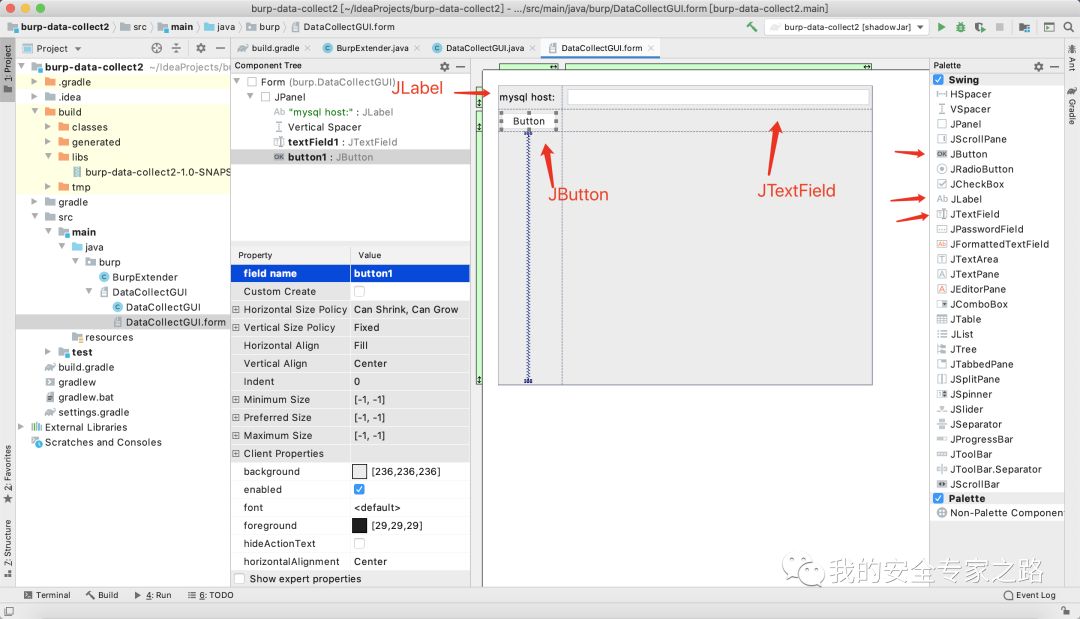 burp-data-collect2 [~/IdeaProjects/burp-data-collect2] - .../src/main/java/burp/DataCollectGUI.form [burp-data-collect2.main]
burp-data-collect2 src main java burp DataCollectGUI.form burp-data-collect2 [shadowJar]
Project build.gradle BurpExtender.java DataCollectGUI.java DataCollectGUI.form
1: Project
burp-data-collect2 ~/IdeaProjects/bu
.gradle
.idea
build
classes
generated
libs
burp-data-collect2-1.0-SNAPS
tmp
gradle
src
main
java
burp
BurpExtender
DataCollectGUI
DataCollectGUI
DataCollectGUI.form
resources
test
build.gradle
gradlew
gradlew.bat
settings.gradle
External Libraries
Scratches and Consoles
2: Favorites
Z: Structure
Component Tree
Form (burp.DataCollectGUI)
JPanel
Ab "mysql host:" : JLabel
Vertical Spacer
textField1 : JTextField
OK button1 : JButton
Property Value
field name button1
Custom Create
Horizontal Size Policy Can Shrink, Can Grow
Vertical Size Policy Fixed
Horizontal Align Fill
Vertical Align Center
Indent 0
Minimum Size [-1, -1]
Preferred Size [-1, -1]
Maximum Size [-1, -1]
Client Properties
background [236,236,236]
enabled
font <default>
foreground [29,29,29]
hideActionText
horizontalAlignment Center
Show expert properties
JLabel
mysql host:
Button
JButton
JTextField
Palette
Swing
HSpacer
VSpacer
JPanel
JScrollPane
OK JButton
JRadioButton
JCheckBox
Ab JLabel
JTextField
JPasswordField
JFormattedTextField
JTextArea
JTextPane
JEditorPane
JComboBox
JTable
JList
JTree
JTabbedPane
JSplitPane
JSpinner
JSlider
JSeparator
JProgressBar
JToolBar
JToolBar.Separator
JScrollBar
Palette
Non-Palette Componen
Ant
Gradle
我的安全专家之路
Terminal Build 4: Run 6: TODO Event Log